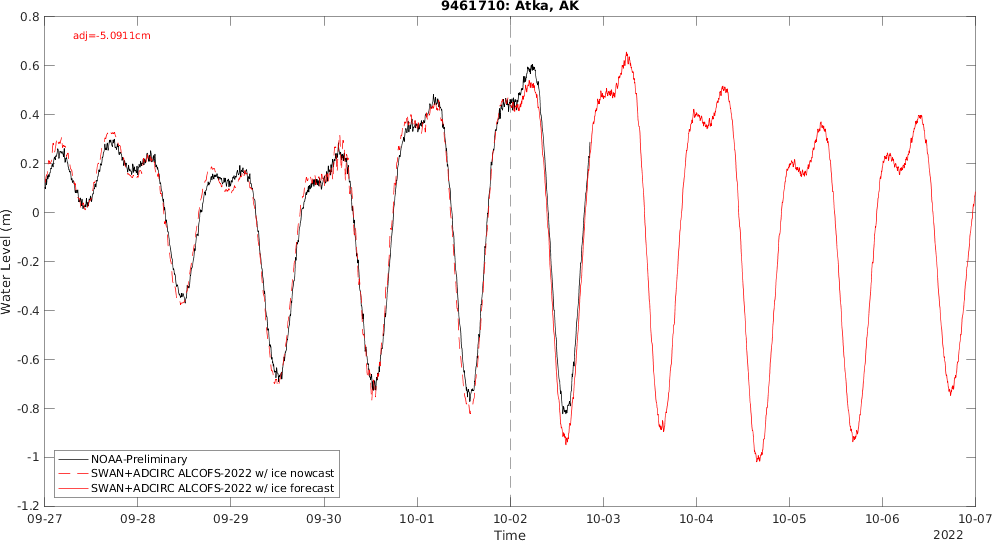 9461710: Atka, AK
adj=-5.0911cm
0.8
0.6
0.4
0.2
0
-0.2
-0.4
-0.6
-0.8
-1
-1.2
Water Level (m)
NOAA-Preliminary
SWAN+ADCIRC ALCOFS-2022 w/ ice nowcast
SWAN+ADCIRC ALCOFS-2022 w/ ice forecast
09-27 09-28 09-29 09-30 10-01 10-02 10-03 10-04 10-05 10-06 10-07
Time
2022